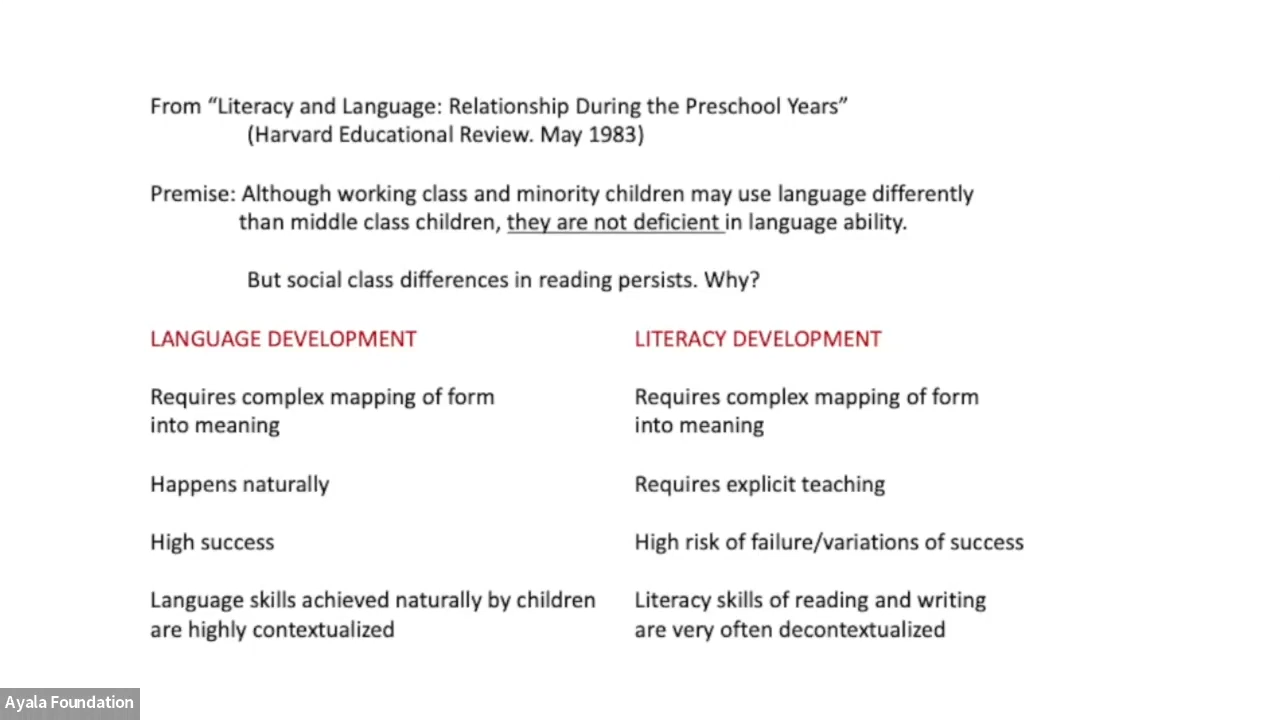 From “Literacy and Language: Relationship During the Preschool Years”
(Harvard Educational Review. May 1983)
Premise: Although working class and minority children may use language differently
than middle class children, they are not deficient in language ability.
But social class differences in reading persists. Why?
LANGUAGE DEVELOPMENT
Requires complex mapping of form
into meaning
Happens naturally
High success
Language skills achieved naturally by children
are highly contextualized
LITERACY DEVELOPMENT
Requires complex mapping of form
into meaning
Requires explicit teaching
High risk of failure/variations of success
Literacy skills of reading and writing
are very often decontextualized
Ayala Foundation